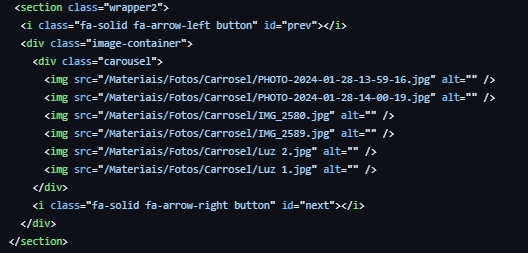 <section class="wrapper2">
<i class="fa-solid fa-arrow-left button" id="prev"></i>
<div class="image-container">
<div class="carousel">
<img src="/Materiais/Fotos/Carrosel/PHOTO-2024-01-28-13-59-16.jpg" alt="" />
<img src="/Materiais/Fotos/Carrosel/PHOTO-2024-01-28-14-00-19.jpg" alt="" />
<img src="/Materiais/Fotos/Carrosel/IMG_2580.jpg" alt="" />
<img src="/Materiais/Fotos/Carrosel/IMG_2589.jpg" alt="" />
<img src="/Materiais/Fotos/Carrosel/Luz 2.jpg" alt="" />
<img src="/Materiais/Fotos/Carrosel/Luz 1.jpg" alt="" />
</div>
<i class="fa-solid fa-arrow-right button" id="next"></i>
</div>
</section>